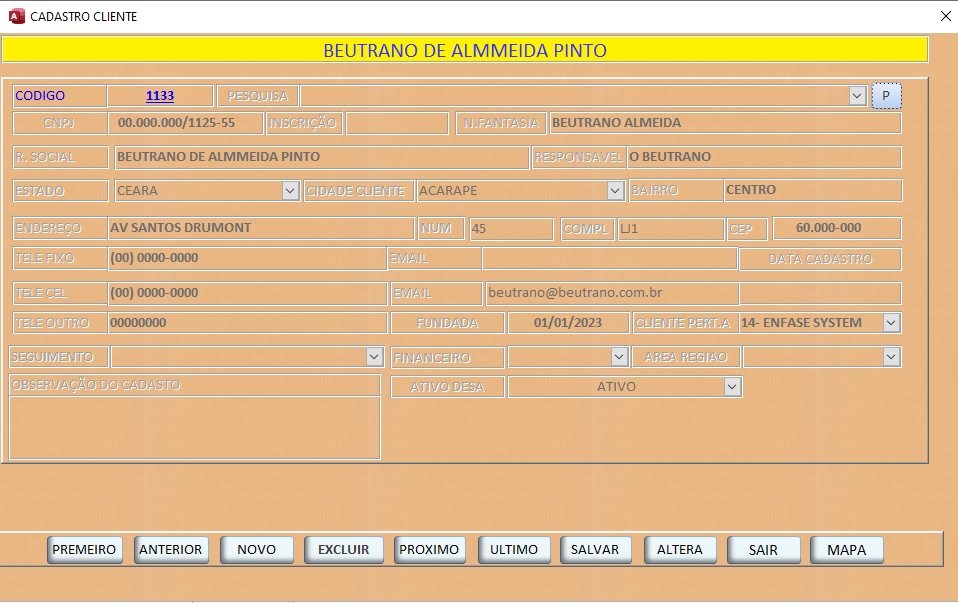 CADASTRO CLIENTE
BEUTRANO DE ALMMEIDA PINTO
CODIGO 1133 PESQUISA P
CNPJ 00.000.000/1125-55 INSCRIÇÃO N.FANTASIA BEUTRANO ALMEIDA
R. SOCIAL BEUTRANO DE ALMMEIDA PINTO RESPONSAVEL O BEUTRANO
ESTADO CEARA CIDADE CLIENTE ACARAPE BAIRRO CENTRO
ENDEREÇO AV SANTOS DRUMONT NUM 45 COMPL LJ1 CEP 60.000-000
TELE FIXO (00) 0000-0000 EMAIL DATA CADASTRO
TELE CEL (00) 0000-0000 EMAIL beutrano@beutrano.com.br
TELE OUTRO 00000000 FUNDADA 01/01/2023 CLIENTE PERT.A 14- ENFASE SYSTEM
SEGUIMENTO FINANCEIRO AREA REGIAO
OBSERVAÇÃO DO CADASTO ATIVO DESA ATIVO
PREMEIRO ANTERIOR NOVO EXCLUIR PROXIMO ULTIMO SALVAR ALTERA SAIR MAPA